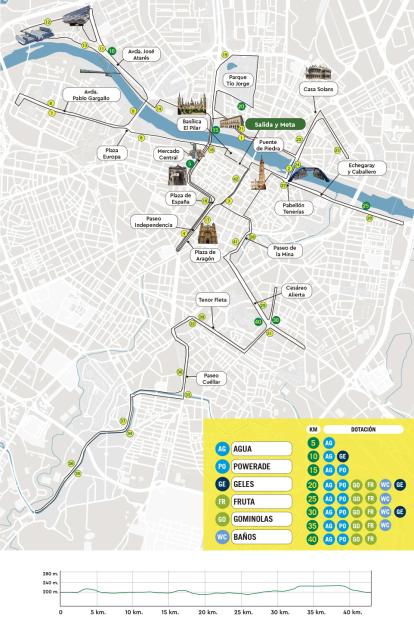 Avda. José
Atarés
Parque
Tío Jorge
Casa Solans
Avda.
Pablo Gargallo
Basílica
El Pilar
Salida y Meta
Plaza
Europa
Mercado
Central
Puente
de Piedra
Echegaray
y Caballero
Plaza de
España
Pabellón
Tenerías
Paseo
Independencia
Plaza de
Aragón
Paseo de
la Mina
Cesáreo
Alierta
Tenor Fleta
Paseo
Cuéllar
KM DOTACIÓN
AG AGUA
PO POWERADE
GE GELES
FR FRUTA
GO GOMINOLAS
WC BAÑOS
5 AG
10 AG GE
15 AG PO
20 AG PO GO FR WC GE
25 AG PO GO FR WC
30 AG PO GO FR WC GE
35 AG PO GO FR WC
40 AG PO GO FR
280 m.
240 m.
200 m.
0 5 km. 10 km. 15 km. 20 km. 25 km. 30 km. 35 km. 40 km.